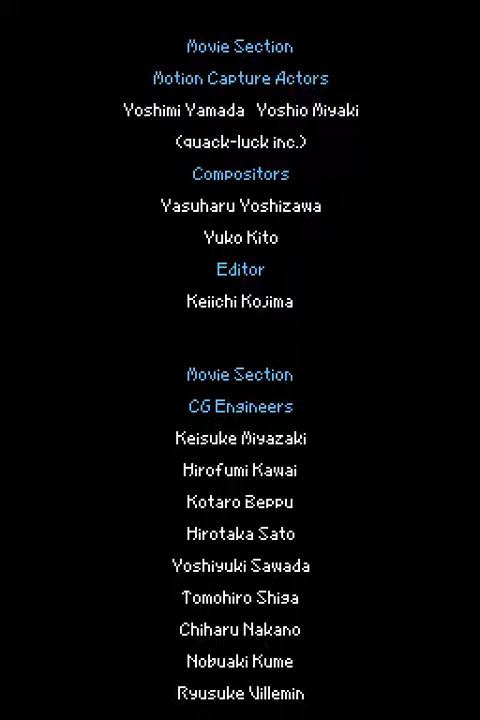 Movie Section
Motion Capture Actors
Yoshimi Yamada Yoshio Miyaki
(quack-luck inc.)
Compositors
Yasuharu Yoshizawa
Yuko Kito
Editor
Keiichi Kojima
Movie Section
CG Engineers
Keisuke Miyazaki
Hirofumi Kawai
Kotaro Beppu
Hirotaka Sato
Yoshiyuki Sawada
Tomohiro Shiga
Chiharu Nakano
Nobuaki Kume
Ryusuke Villemin